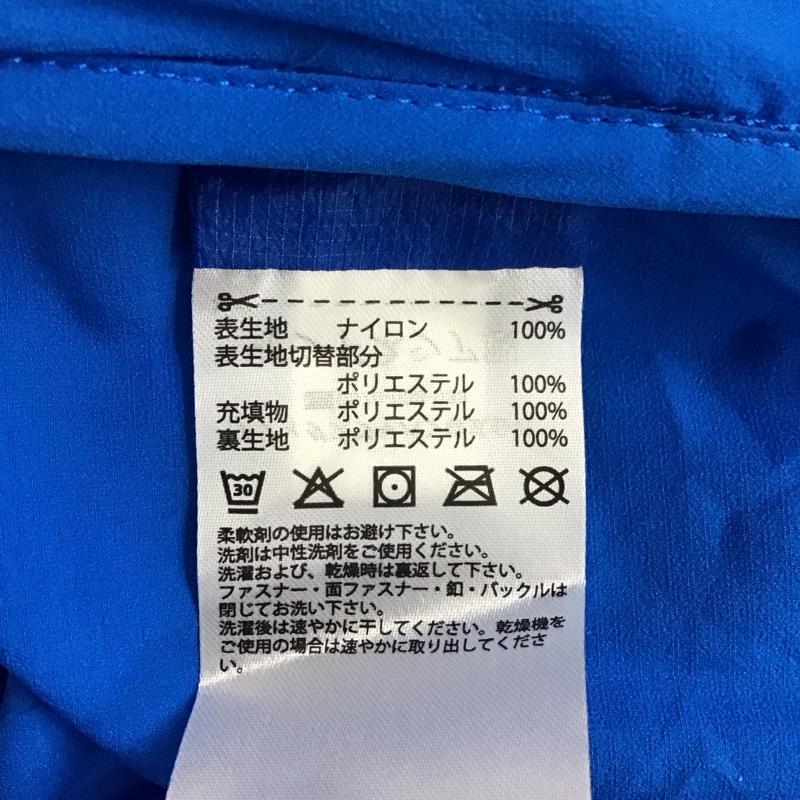 表生地 ナイロン 100%
表生地切替部分
ポリエステル 100%
充填物 ポリエステル 100%
裏生地 ポリエステル 100%
30
柔軟剤の使用はお避け下さい。
洗剤は中性洗剤をご使用ください。
洗濯および、乾燥時は裏返して下さい。
ファスナー・面ファスナー・釦・バックルは
閉じてお洗い下さい。
洗濯後は速やかに干してください。乾燥機を
ご使用の場合は速やかに取り出してくださ
い。